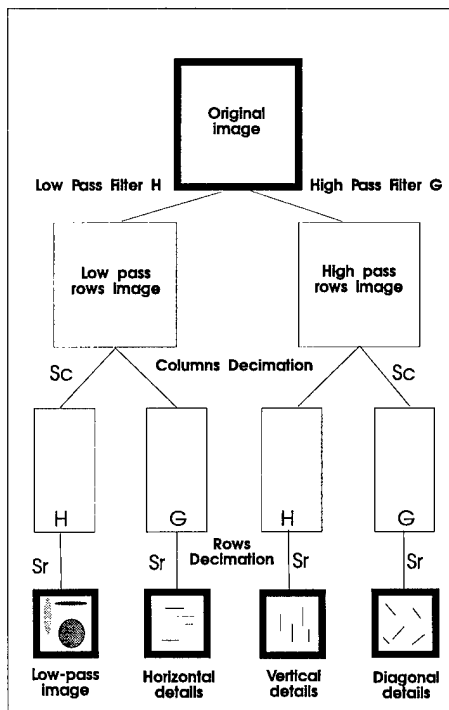 Original
image
Low Pass Filter H
High Pass Filter G
Low pass
rows image
High pass
rows image
Sc
Columns Decimation
Sc
H
G
H
G
Rows
Decimation
Sr
Sr
Sr
Sr
Low-pass
image
Horizontal
details
Vertical
details
Diagonal
details